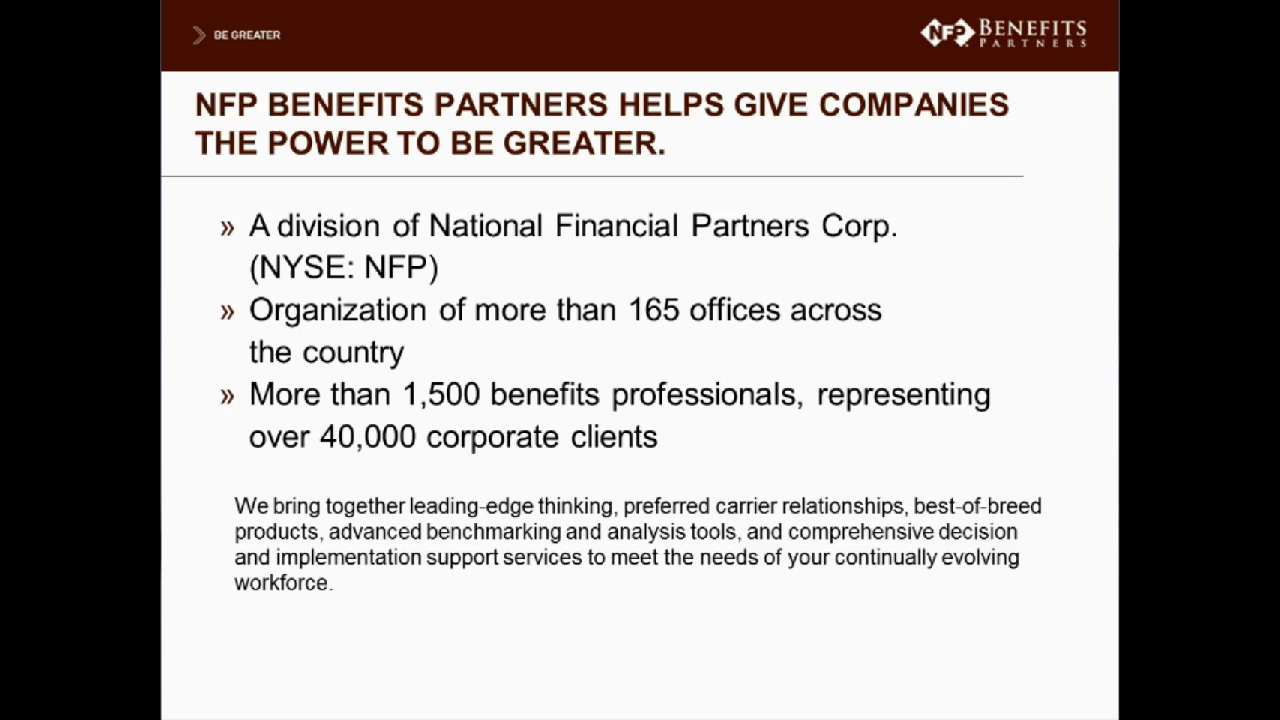 BE GREATER
NFP BENEFITS
PARTNERS
NFP BENEFITS PARTNERS HELPS GIVE COMPANIES
THE POWER TO BE GREATER.
» A division of National Financial Partners Corp.
(NYSE: NFP)
» Organization of more than 165 offices across
the country
» More than 1,500 benefits professionals, representing
over 40,000 corporate clients
We bring together leading-edge thinking, preferred carrier relationships, best-of-breed
products, advanced benchmarking and analysis tools, and comprehensive decision
and implementation support services to meet the needs of your continually evolving
workforce.